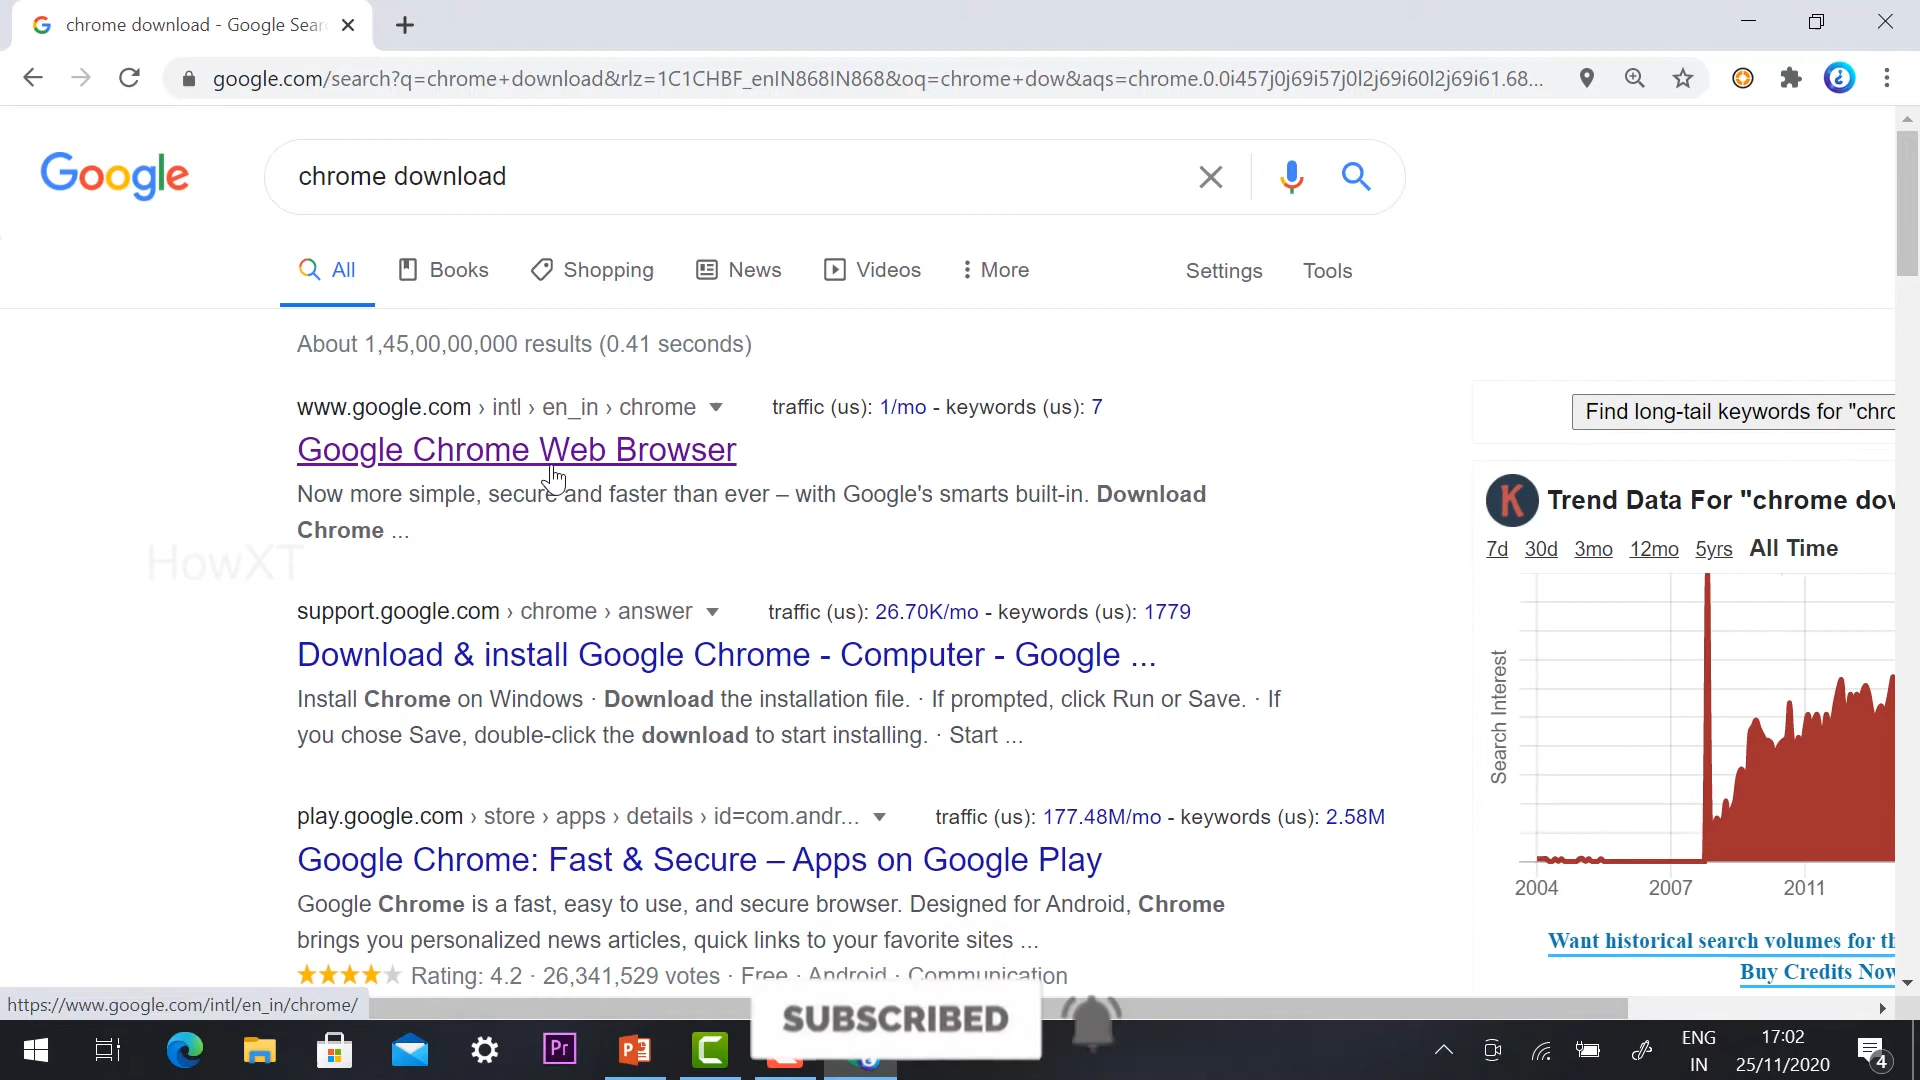 chrome download - Google Sear
google.com/search?q=chrome+download&rlz=1C1CHBF_enIN868IN868&oq=chrome+dow&aqs=chrome.0.0i457j0j69i57j0l2j69i60l2j69i61.68...
Google
chrome download
All Books Shopping News Videos More Settings Tools
About 1,45,00,00,000 results (0.41 seconds)
www.google.com › intl › en_in › chrome traffic (us): 1/mo - keywords (us): 7
Google Chrome Web Browser
Now more simple, secure and faster than ever – with Google's smarts built-in. Download
Chrome ...
HowXT
support.google.com › chrome › answer traffic (us): 26.70K/mo - keywords (us): 1779
Download & install Google Chrome - Computer - Google ...
Install Chrome on Windows · Download the installation file. · If prompted, click Run or Save. · If
you chose Save, double-click the download to start installing. · Start ...
play.google.com › store › apps › details › id=com.andr... traffic (us): 177.48M/mo - keywords (us): 2.58M
Google Chrome: Fast & Secure – Apps on Google Play
Google Chrome is a fast, easy to use, and secure browser. Designed for Android, Chrome
brings you personalized news articles, quick links to your favorite sites ...
Rating: 4.2 · 26,341,529 votes · Free · Android · Communication
Find long-tail keywords for "chro
K Trend Data For "chrome dow
7d 30d 3mo 12mo 5yrs All Time
Search Interest
2004 2007 2011
Want historical search volumes for th
Buy Credits Now
https://www.google.com/intl/en_in/chrome/
SUBSCRIBED
Pr
ENG
IN
17:02
25/11/2020
4